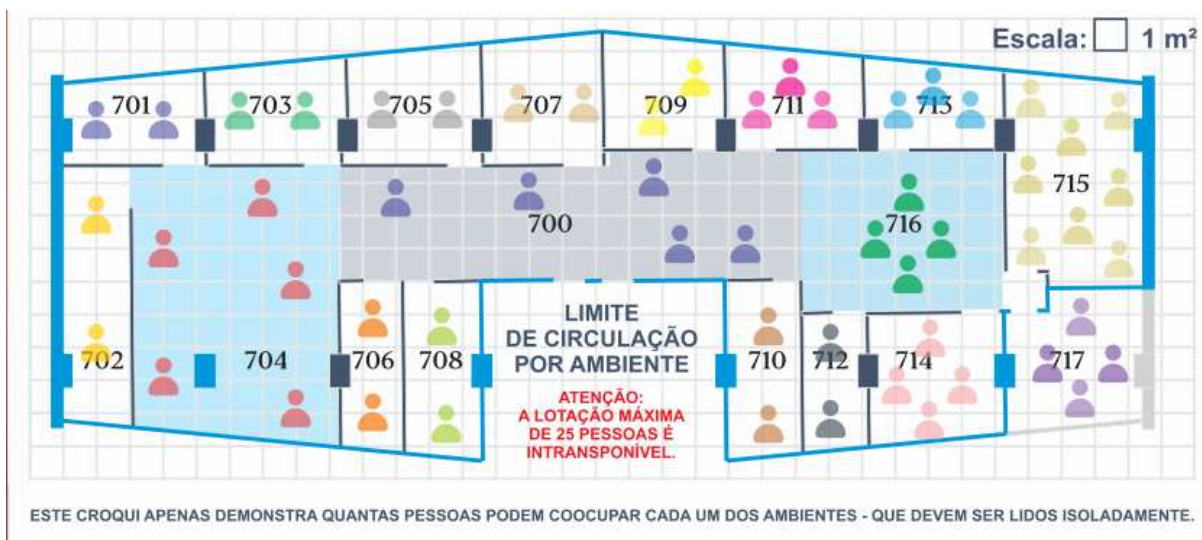 Escala: 1 m²
701
703
705
707
709
711
713
715
700
716
702
704
706
708
LIMITE
DE CIRCULAÇÃO
POR AMBIENTE
710
712
714
717
ATENÇÃO:
A LOTAÇÃO MÁXIMA
DE 25 PESSOAS É
INTRANSPONÍVEL.
ESTE CROQUI APENAS DEMONSTRA QUANTAS PESSOAS PODEM COOCUPAR CADA UM DOS AMBIENTES - QUE DEVEM SER LIDOS ISOLADAMENTE.